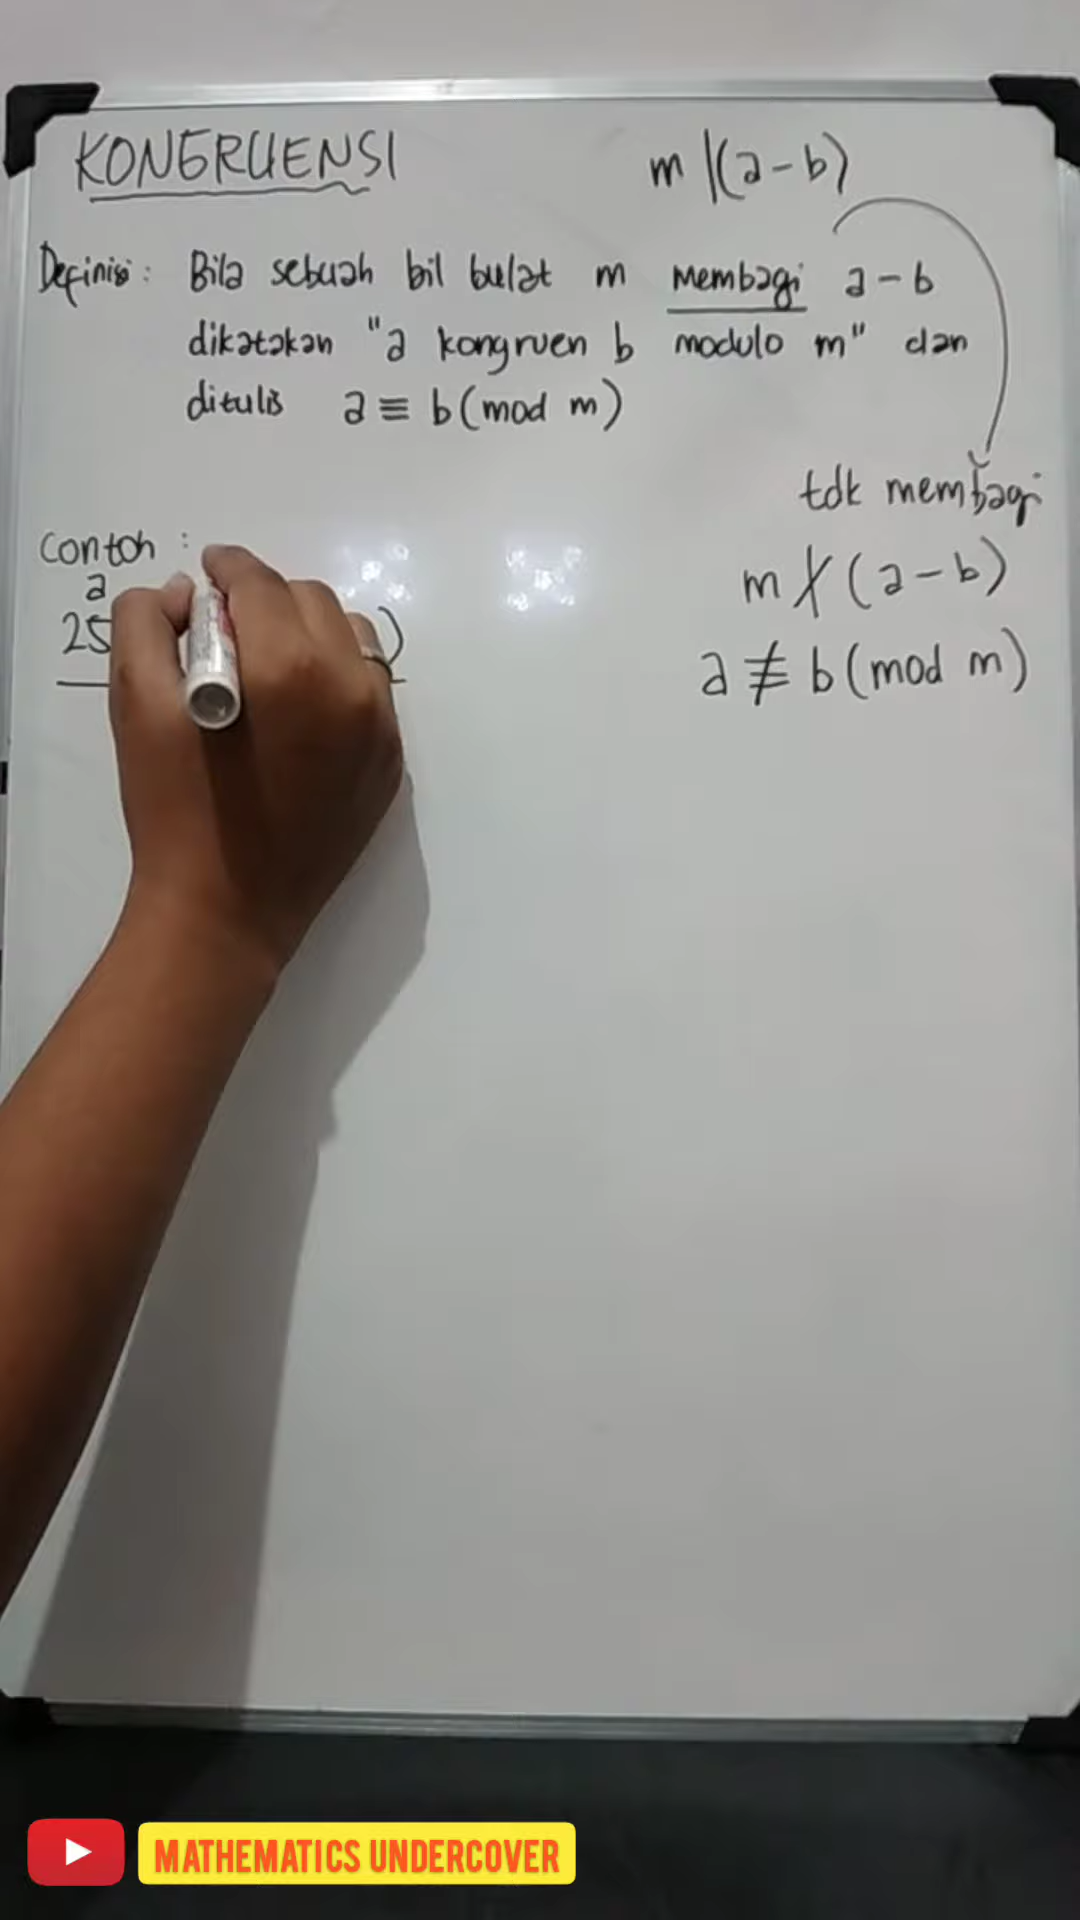 KONGRUENSI
m |(a-b)
Definisi : Bila sebuah bil bulat m membagi a-b
dikatakan "a kongruen b modulo m" dan
ditulis a ≡ b (mod m)
tdk membagi
m ∤ (a-b)
a ≢ b (mod m)
Contoh :
a
25 )
MATHEMATICS UNDERCOVER